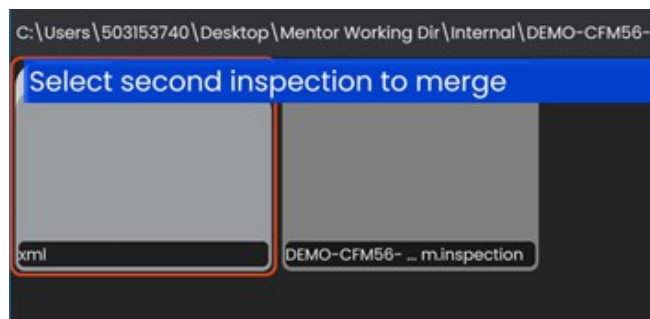 C:\Users\503153740\Desktop\Mentor Working Dir\Internal\DEMO-CFM56-
Select second inspection to merge
xml
DEMO-CFM56- ... m.inspection